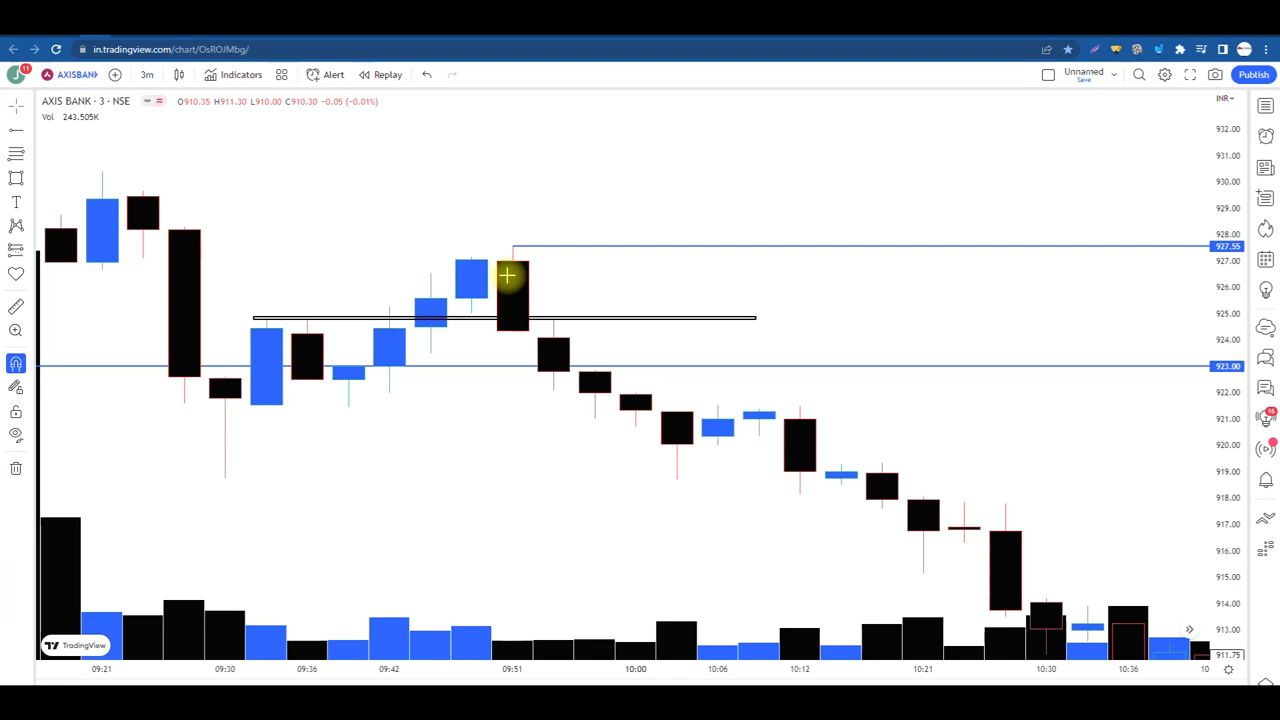 in.tradingview.com/chart/OsROJMbg/
J
11
AXISBANK
3m
Indicators
Alert
Replay
Unnamed
Save
Publish
AXIS BANK · 3 · NSE
O910.35 H911.30 L910.00 C910.30 −0.05 (−0.01%)
Vol 243.505K
INR
932.00
931.00
930.00
929.00
928.00
927.55
927.00
926.00
925.00
924.00
923.00
922.00
921.00
920.00
919.00
918.00
917.00
916.00
915.00
914.00
913.00
911.75
16
TradingView
09:21
09:30
09:36
09:42
09:51
10:00
10:06
10:12
10:21
10:30
10:36
10